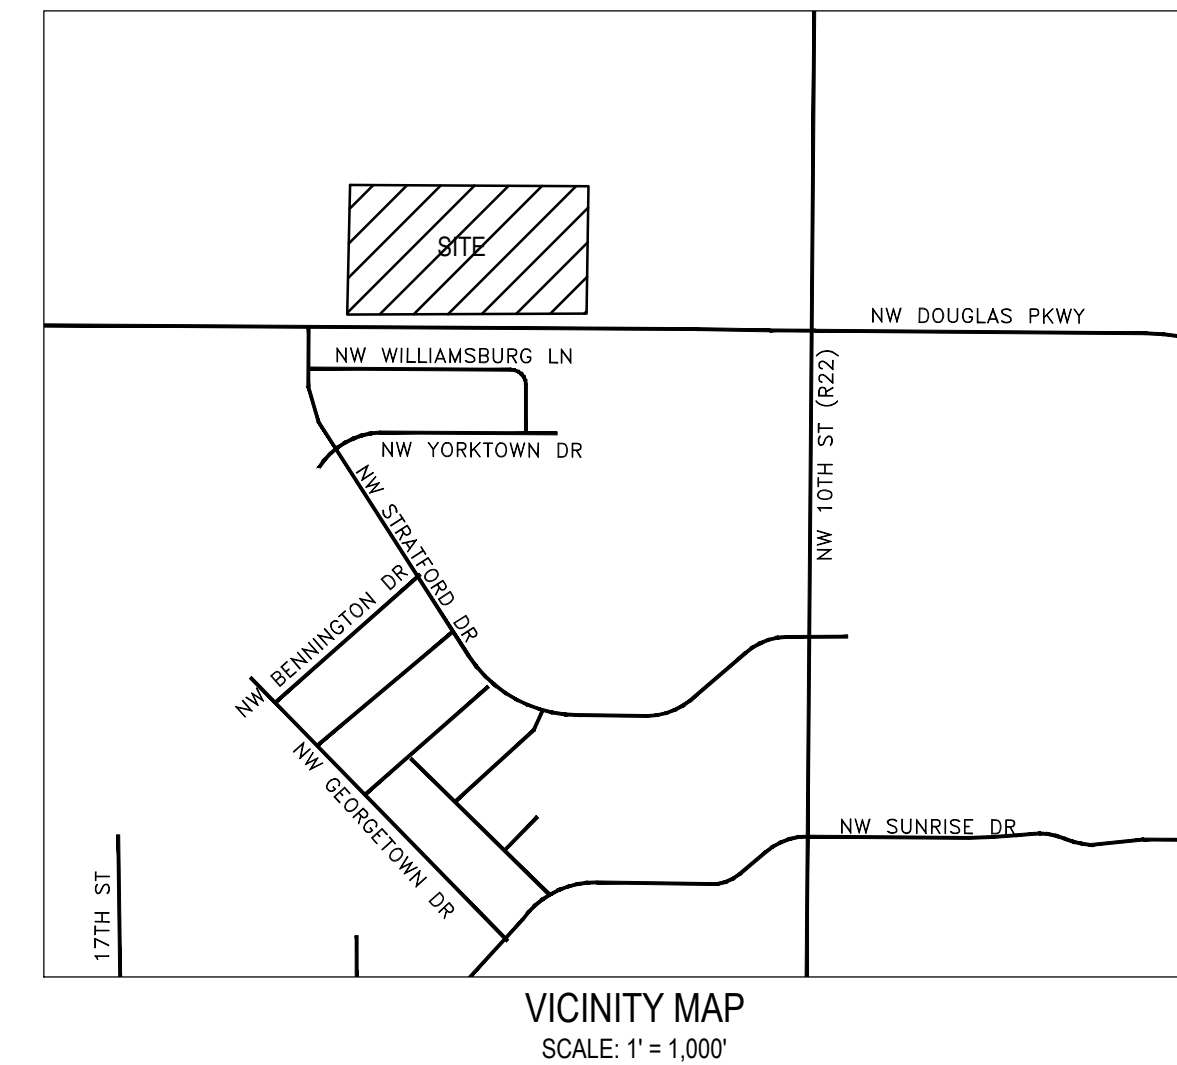 SITE
NW DOUGLAS PKWY
NW WILLIAMSBURG LN
NW 10TH ST (R22)
NW YORKTOWN DR
NW STRATFORD DR
NW BENNINGTON DR
NW GEORGETOWN DR
NW SUNRISE DR
17TH ST
VICINITY MAP
SCALE: 1' = 1,000'